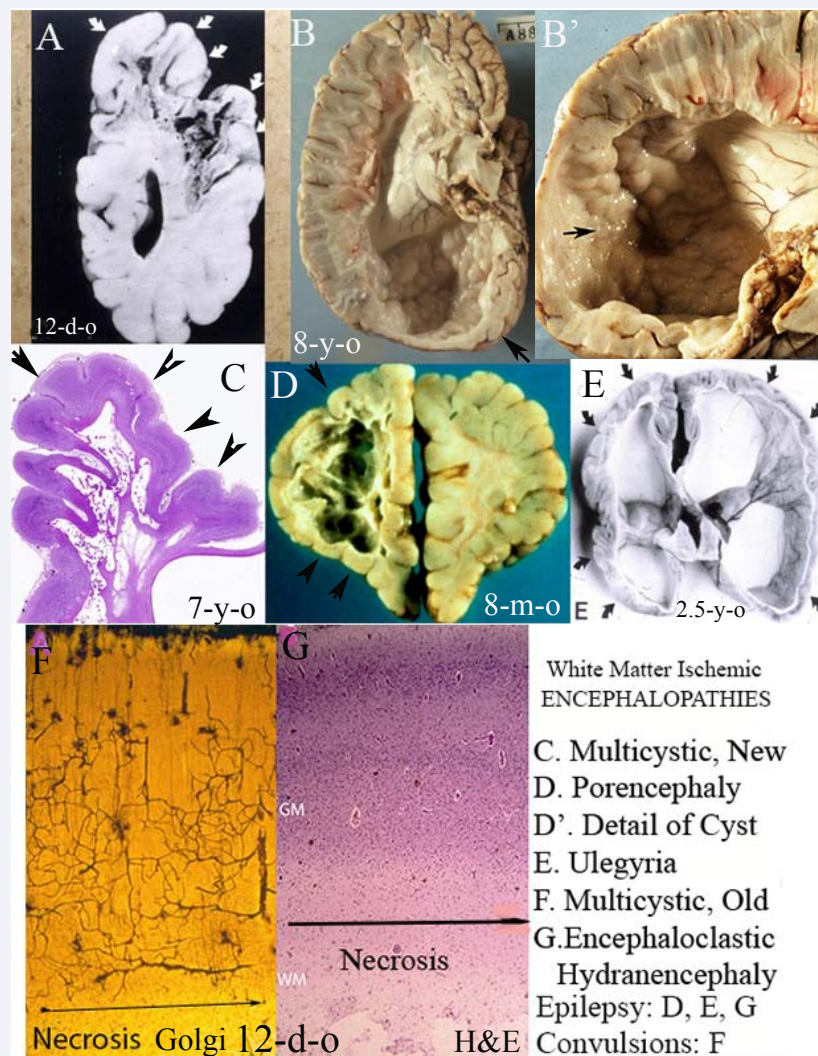 A
B
A88
B’
12-d-o
8-y-o
C
D
E
7-y-o
8-m-o
E
2.5-y-o
F
G
GM
WM
Necrosis
Necrosis Golgi 12-d-o
H&E
White Matter Ischemic
ENCEPHALOPATHIES
C. Multicystic, New
D. Porencephaly
D’. Detail of Cyst
E. Ulegyria
F. Multicystic, Old
G.Encephaloclastic
Hydranencephaly
Epilepsy: D, E, G
Convulsions: F